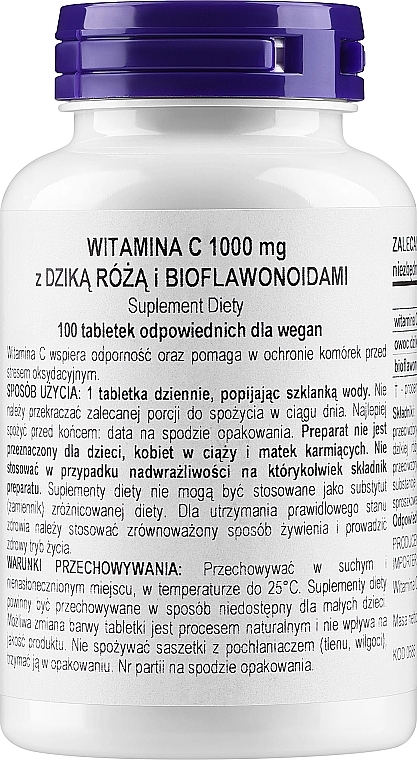 WITAMINA C 1000 mg
z DZIKĄ RÓŻĄ i BIOFLAWONOIDAMI
Suplement Diety
100 tabletek odpowiednich dla wegan
Witamina C wspiera odporność oraz pomaga w ochronie komórek przed
stresem oksydacyjnym.
SPOSÓB UŻYCIA: 1 tabletka dziennie, popijając szklanką wody. Nie
należy przekraczać zalecanej porcji do spożycia w ciągu dnia. Najlepiej
spożyć przed końcem: data na spodzie opakowania. Preparat nie jest
przeznaczony dla dzieci, kobiet w ciąży i matek karmiących. Nie
stosować w przypadku nadwrażliwości na którykolwiek składnik
preparatu. Suplementy diety nie mogą być stosowane jako substytut
(zamiennik) zróżnicowanej diety. Dla utrzymania prawidłowego stanu
zdrowia należy stosować zrównoważony sposób żywienia i prowadzić
zdrowy tryb życia.
WARUNKI PRZECHOWYWANIA: Przechowywać w suchym i
nienasłonecznionym miejscu, w temperaturze do 25°C. Suplementy diety
powinny być przechowywane w sposób niedostępny dla małych dzieci.
Możliwa zmiana barwy tabletki jest procesem naturalnym i nie wpływa na
jakość produktu. Nie spożywać saszetki z pochłaniaczem (tlenu, wilgoci),
trzymać ją w opakowaniu. Nr partii na spodzie opakowania.
ZALECA
niezbędn
witamina
owoc dzi
bioflawon
Składnik
KOD 0686